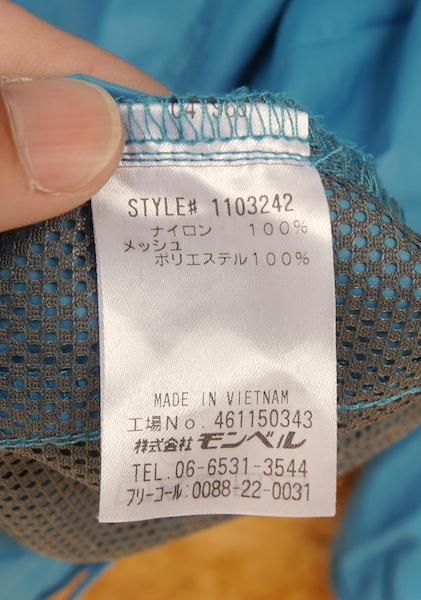 STYLE# 1103242
ナイロン 100%
メッシュ
ポリエステル100%
MADE IN VIETNAM
工場No. 461150343
株式会社 モンベル
TEL. 06-6531-3544
フリーコール:0088-22-0031